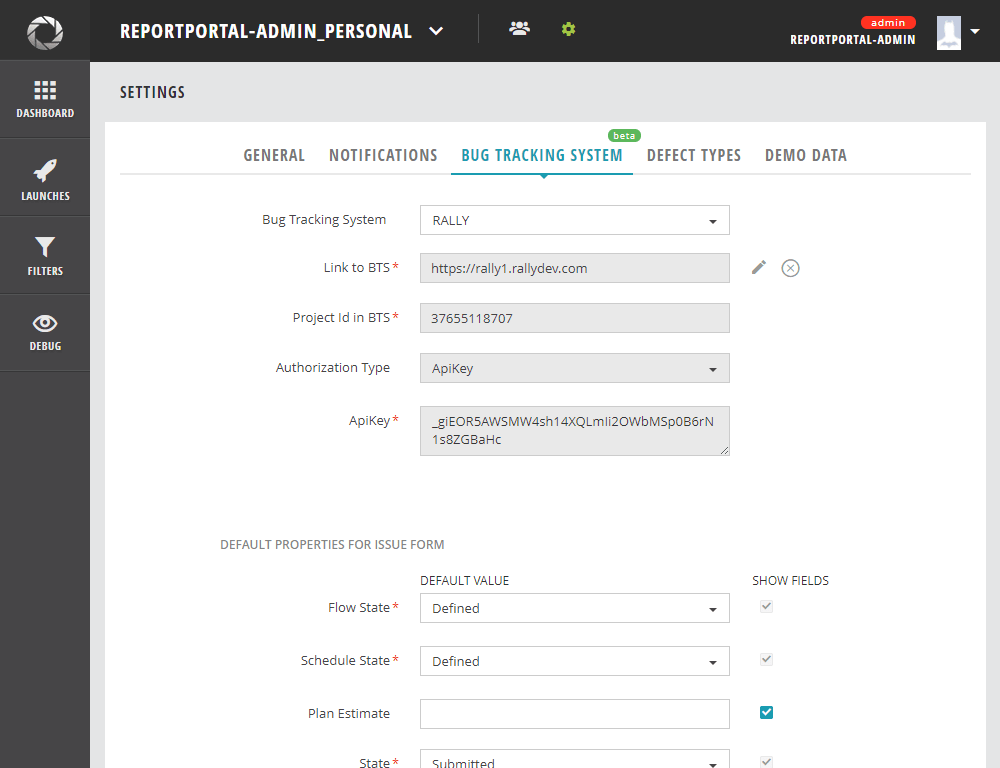 REPORTPORTAL-ADMIN_PERSONAL
admin
REPORTPORTAL-ADMIN
DASHBOARD
LAUNCHES
FILTERS
DEBUG
SETTINGS
beta
GENERAL NOTIFICATIONS BUG TRACKING SYSTEM DEFECT TYPES DEMO DATA
Bug Tracking System RALLY
Link to BTS* https://rally1.rallydev.com
Project Id in BTS* 37655118707
Authorization Type ApiKey
ApiKey* _giEOR5AWSMW4sh14XQLmIi2OWbMSp0B6rN
1s8ZGBaHc
DEFAULT PROPERTIES FOR ISSUE FORM
DEFAULT VALUE SHOW FIELDS
Flow State* Defined
Schedule State* Defined
Plan Estimate
State* Submitted